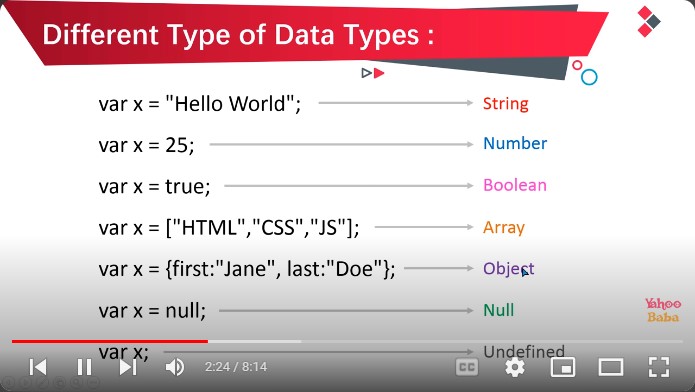 Different Type of Data Types :
var x = "Hello World"; String
var x = 25; Number
var x = true; Boolean
var x = ["HTML","CSS","JS"]; Array
var x = {first:"Jane", last:"Doe"}; Object
var x = null; Null
Yahoo
Baba
var x; Undefined
2:24 / 8:14
CC